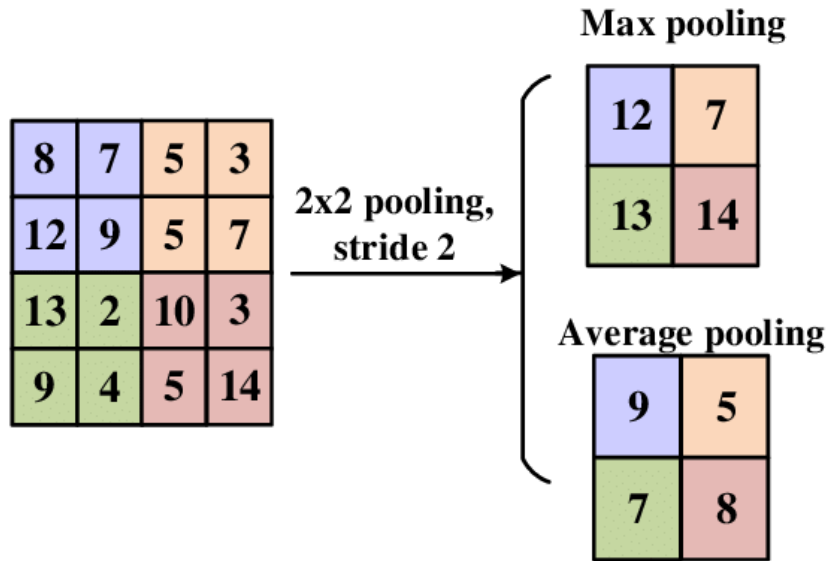 Max pooling
12 7
13 14
8 7 5 3
12 9 5 7
13 2 10 3
9 4 5 14
2x2 pooling,
stride 2
Average pooling
9 5
7 8